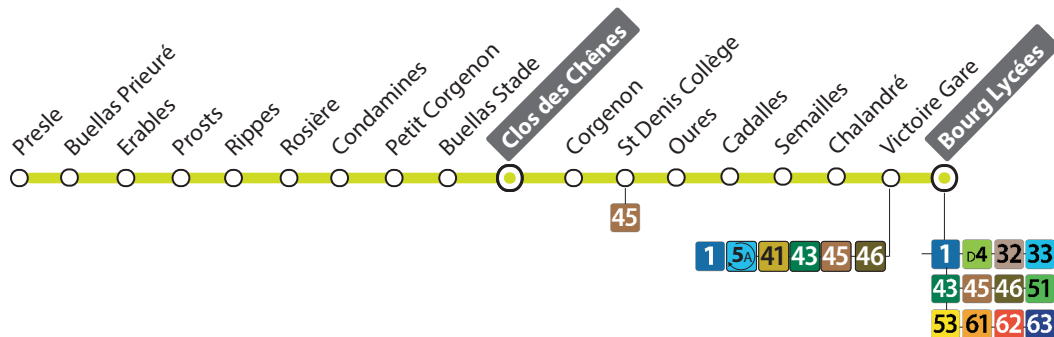 Presle
Buellas Prieuré
Erables
Prosts
Rippes
Rosière
Condamines
Petit Corgenon
Buellas Stade
Clos des Chênes
Corgenon
St Denis Collège
Oures
Cadalles
Semailles
Chalandré
Victoire Gare
Bourg Lycées
45
1 5A 41 43 45 46
1 D4 32 33
43 45 46 51
53 61 62 63